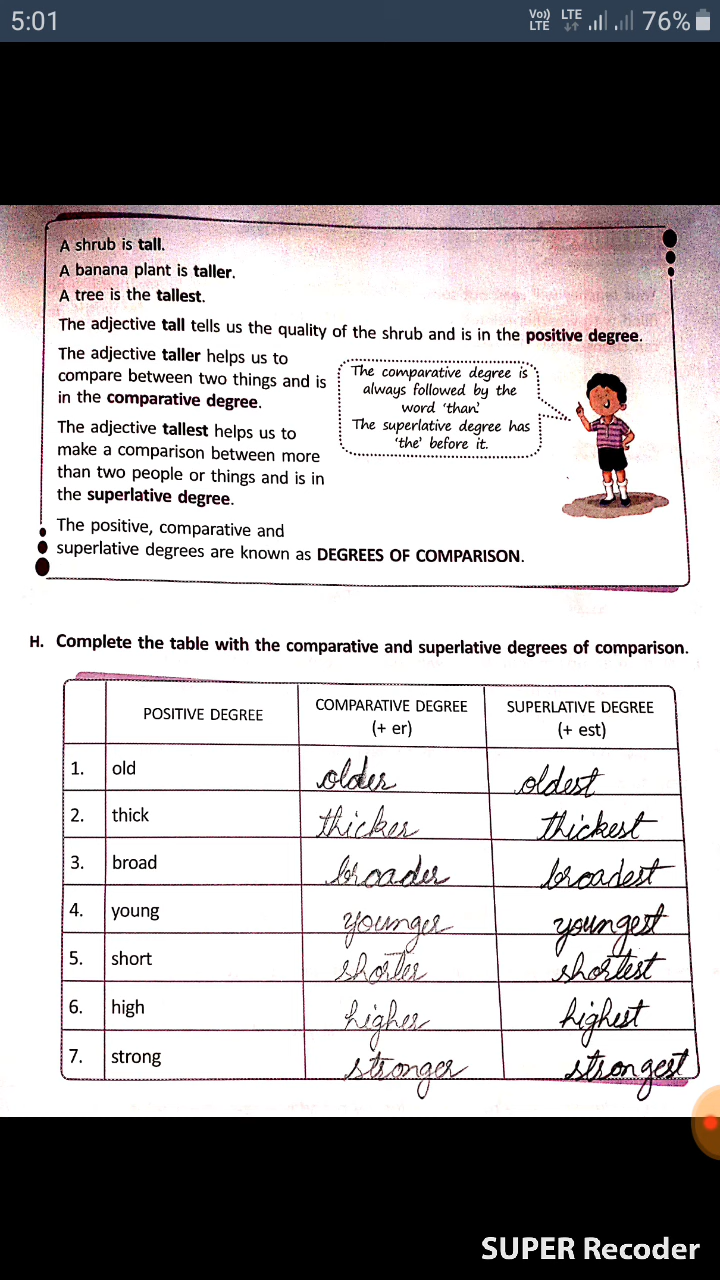 5:01 Vo)) LTE LTE 76%
A shrub is tall.
A banana plant is taller.
A tree is the tallest.
The adjective tall tells us the quality of the shrub and is in the positive degree.
The adjective taller helps us to
compare between two things and is
in the comparative degree.
The adjective tallest helps us to
make a comparison between more
than two people or things and is in
the superlative degree.
The comparative degree is
always followed by the
word 'than.'
The superlative degree has
'the' before it.
The positive, comparative and
superlative degrees are known as DEGREES OF COMPARISON.
H. Complete the table with the comparative and superlative degrees of comparison.
POSITIVE DEGREE COMPARATIVE DEGREE (+ er) SUPERLATIVE DEGREE (+ est)
1. old older oldest
2. thick thicker thickest
3. broad broader broadest
4. young younger youngest
5. short shorter shortest
6. high higher highest
7. strong stronger strongest
SUPER Recoder